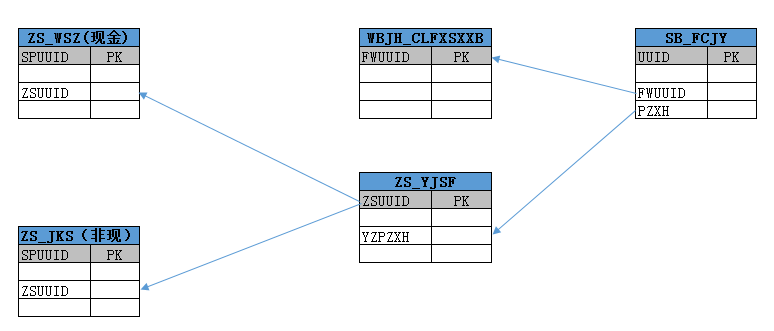 ZS_WSZ(现金)
SPUUID PK
ZSUUID
WBJH_CLFXSXXB
FWUUID PK
SB_FCJY
UUID PK
FWUUID
PZXH
ZS_YJSF
ZSUUID PK
YZPZXH
ZS_JKS（非现）
SPUUID PK
ZSUUID